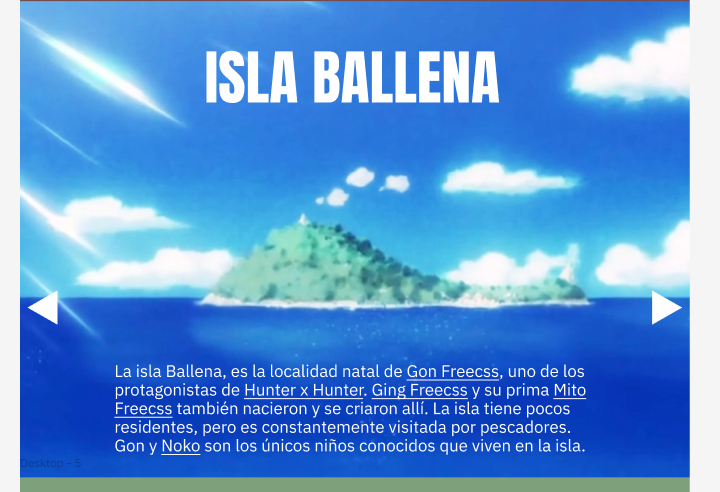 ISLA BALLENA
La isla Ballena, es la localidad natal de Gon Freecss, uno de los
protagonistas de Hunter x Hunter. Ging Freecss y su prima Mito
Freecss también nacieron y se criaron allí. La isla tiene pocos
residentes, pero es constantemente visitada por pescadores.
Gon y Noko son los únicos niños conocidos que viven en la isla.
Desktop - 5